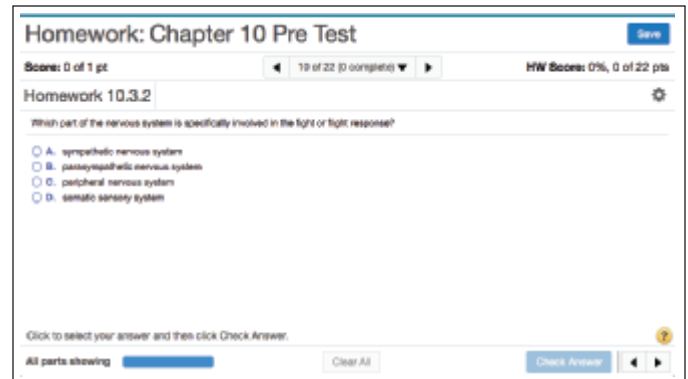 Homework: Chapter 10 Pre Test
Save
Score: 0 of 1 pt
19 of 22 (0 complete)
HW Score: 0%, 0 of 22 pts
Homework 10.3.2
Which part of the nervous system is specifically involved in the fight or flight response?
A. sympathetic nervous system
B. parasympathetic nervous system
C. peripheral nervous system
D. somatic sensory system
Click to select your answer and then click Check Answer.
?
All parts showing
Clear All
Check Answer